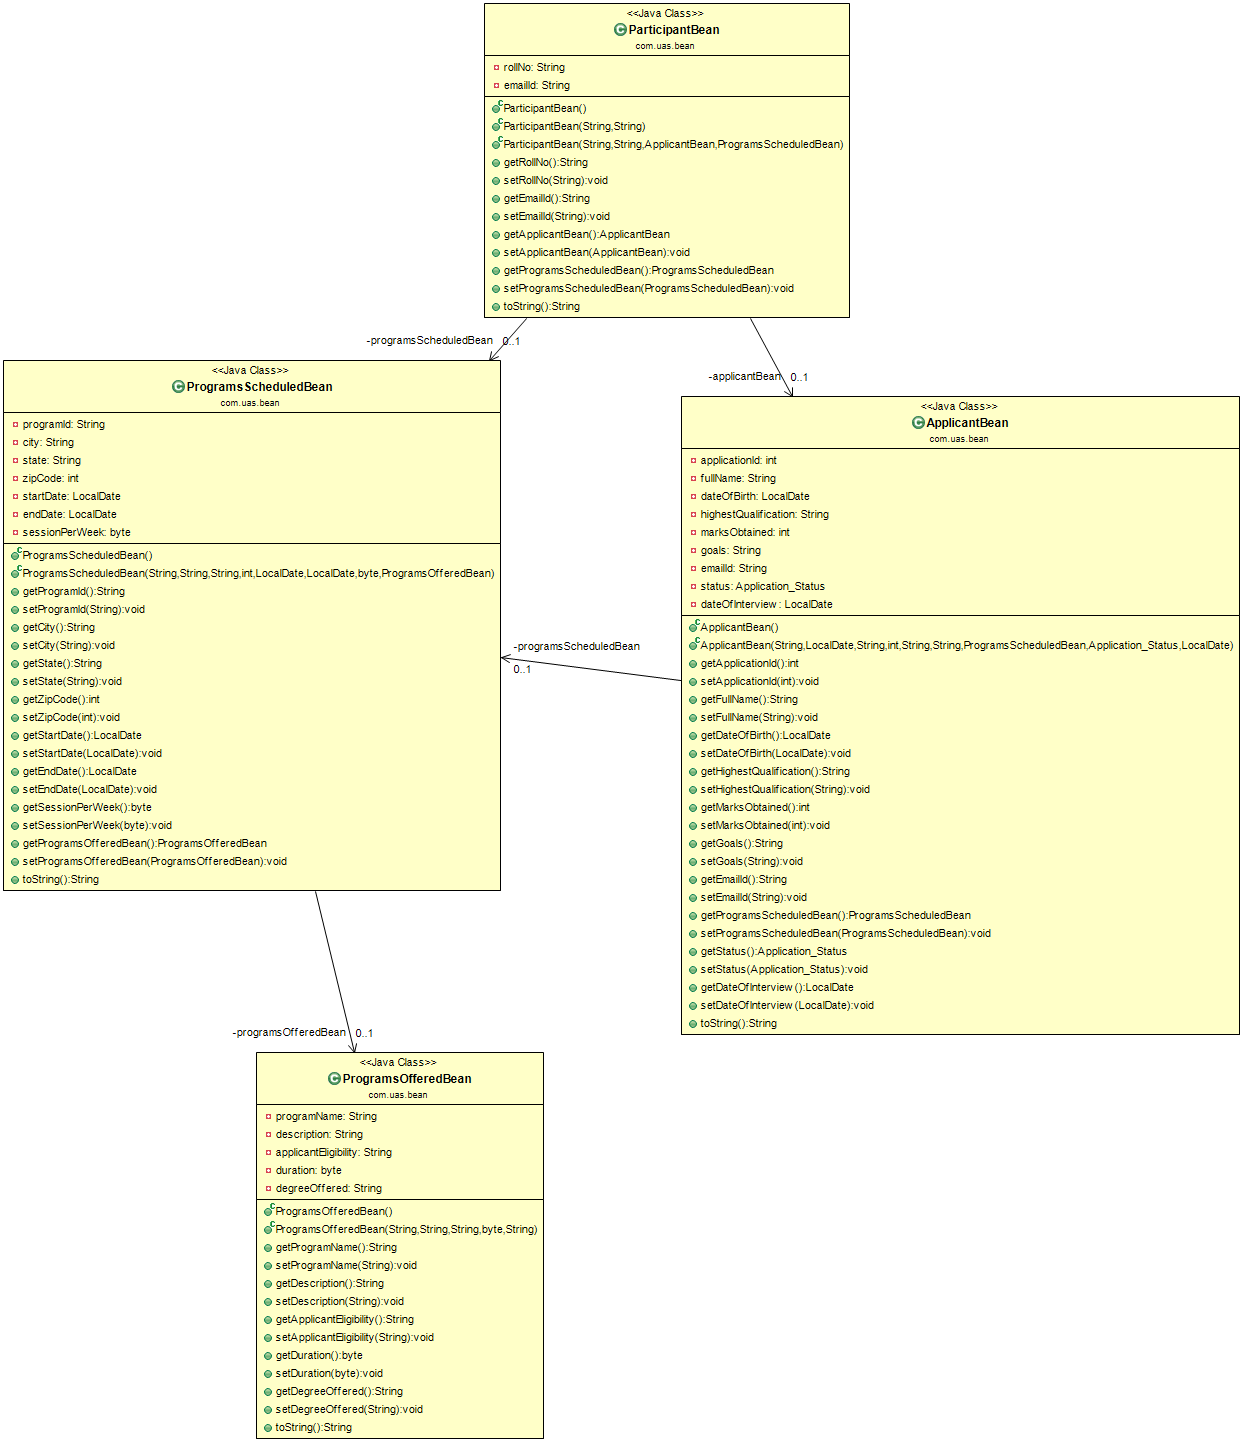 <<Java Class>>
ParticipantBean
com.uas.bean
rollNo: String
emailId: String
ParticipantBean()
ParticipantBean(String,String)
ParticipantBean(String,String,ApplicantBean,ProgramsScheduledBean)
getRollNo():String
setRollNo(String):void
getEmailId():String
setEmailId(String):void
getApplicantBean():ApplicantBean
setApplicantBean(ApplicantBean):void
getProgramsScheduledBean():ProgramsScheduledBean
setProgramsScheduledBean(ProgramsScheduledBean):void
toString():String
-programsScheduledBean 0..1
-applicantBean 0..1
<<Java Class>>
ProgramsScheduledBean
com.uas.bean
programId: String
city: String
state: String
zipCode: int
startDate: LocalDate
endDate: LocalDate
sessionPerWeek: byte
ProgramsScheduledBean()
ProgramsScheduledBean(String,String,String,int,LocalDate,LocalDate,byte,ProgramsOfferedBean)
getProgramId():String
setProgramId(String):void
getCity():String
setCity(String):void
getState():String
setState(String):void
getZipCode():int
setZipCode(int):void
getStartDate():LocalDate
setStartDate(LocalDate):void
getEndDate():LocalDate
setEndDate(LocalDate):void
getSessionPerWeek():byte
setSessionPerWeek(byte):void
getProgramsOfferedBean():ProgramsOfferedBean
setProgramsOfferedBean(ProgramsOfferedBean):void
toString():String
<<Java Class>>
ApplicantBean
com.uas.bean
applicationId: int
fullName: String
dateOfBirth: LocalDate
highestQualification: String
marksObtained: int
goals: String
emailId: String
status: Application_Status
dateOfInterview: LocalDate
ApplicantBean()
ApplicantBean(String,LocalDate,String,int,String,String,ProgramsScheduledBean,Application_Status,LocalDate)
getApplicationId():int
setApplicationId(int):void
getFullName():String
setFullName(String):void
getDateOfBirth():LocalDate
setDateOfBirth(LocalDate):void
getHighestQualification():String
setHighestQualification(String):void
getMarksObtained():int
setMarksObtained(int):void
getGoals():String
setGoals(String):void
getEmailId():String
setEmailId(String):void
getProgramsScheduledBean():ProgramsScheduledBean
setProgramsScheduledBean(ProgramsScheduledBean):void
getStatus():Application_Status
setStatus(Application_Status):void
getDateOfInterview():LocalDate
setDateOfInterview(LocalDate):void
toString():String
-programsScheduledBean
0..1
-programsOfferedBean 0..1
<<Java Class>>
ProgramsOfferedBean
com.uas.bean
programName: String
description: String
applicantEligibility: String
duration: byte
degreeOffered: String
ProgramsOfferedBean()
ProgramsOfferedBean(String,String,String,byte,String)
getProgramName():String
setProgramName(String):void
getDescription():String
setDescription(String):void
getApplicantEligibility():String
setApplicantEligibility(String):void
getDuration():byte
setDuration(byte):void
getDegreeOffered():String
setDegreeOffered(String):void
toString():String